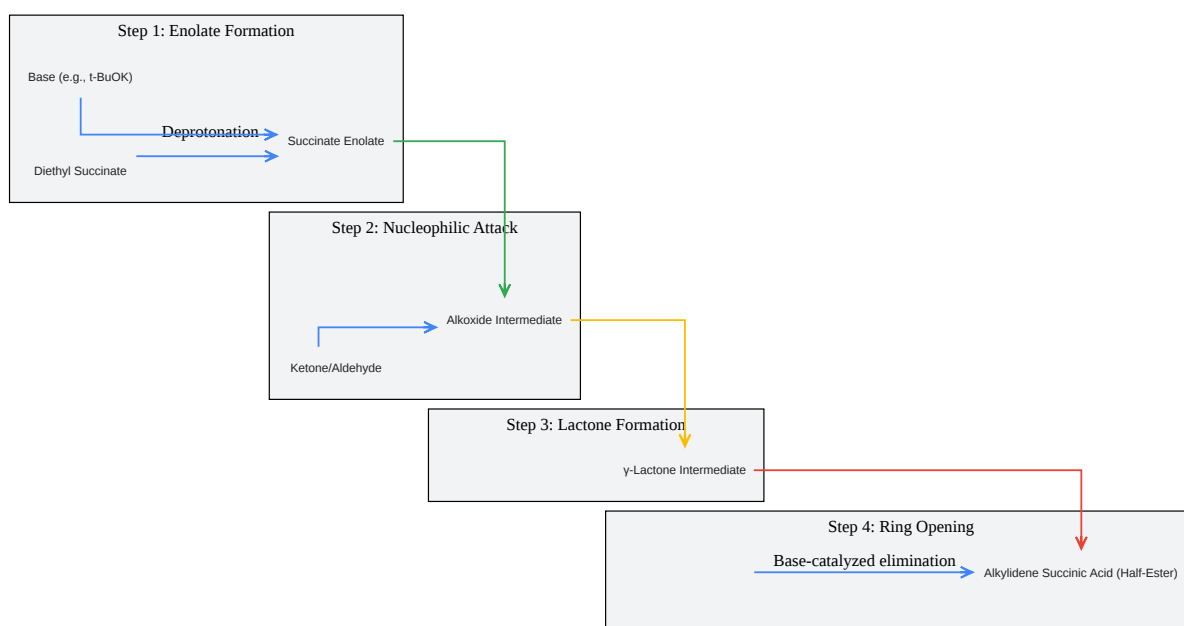 Step 1: Enolate Formation
Base (e.g., t-BuOK)
Deprotonation
Succinate Enolate
Diethyl Succinate
Step 2: Nucleophilic Attack
Alkoxide Intermediate
Ketone/Aldehyde
Step 3: Lactone Formation
γ-Lactone Intermediate
Step 4: Ring Opening
Base-catalyzed elimination
Alkylidene Succinic Acid (Half-Ester)